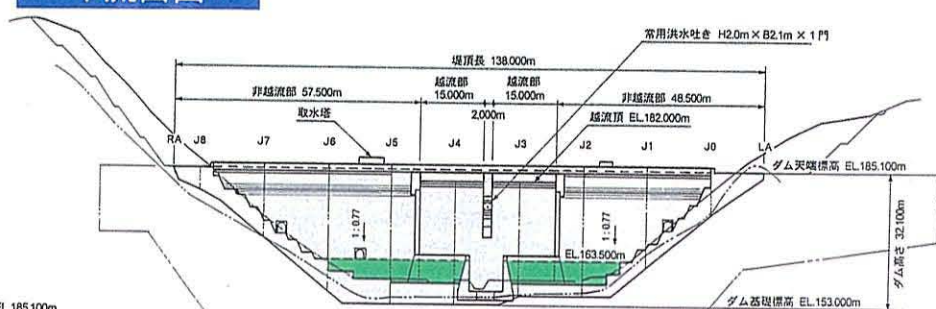 常用洪水吐き H2.0m×B2.1m×1門
堤頂長 138.000m
越流部 越流部
非越流部 57.500m 15.000m 15.000m 非越流部 48.500m
2.000m
取水塔 越流頂 EL.182.000m
RA J8 J7 J6 J5 J4 J3 J2 J1 J0 LA
ダム天端標高 EL.185.100m
1:0.77 1:0.77
EL.163.500m
ダム高さ 32.100m
EL.185.100m ダム基礎標高 EL.153.000m